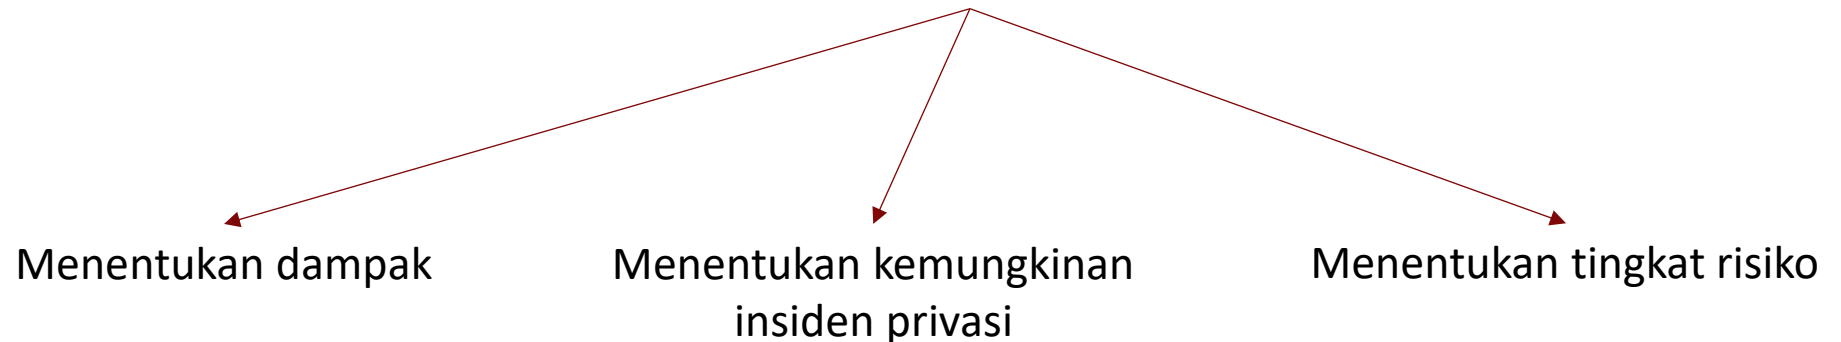 Menentukan dampak
Menentukan kemungkinan
insiden privasi
Menentukan tingkat risiko